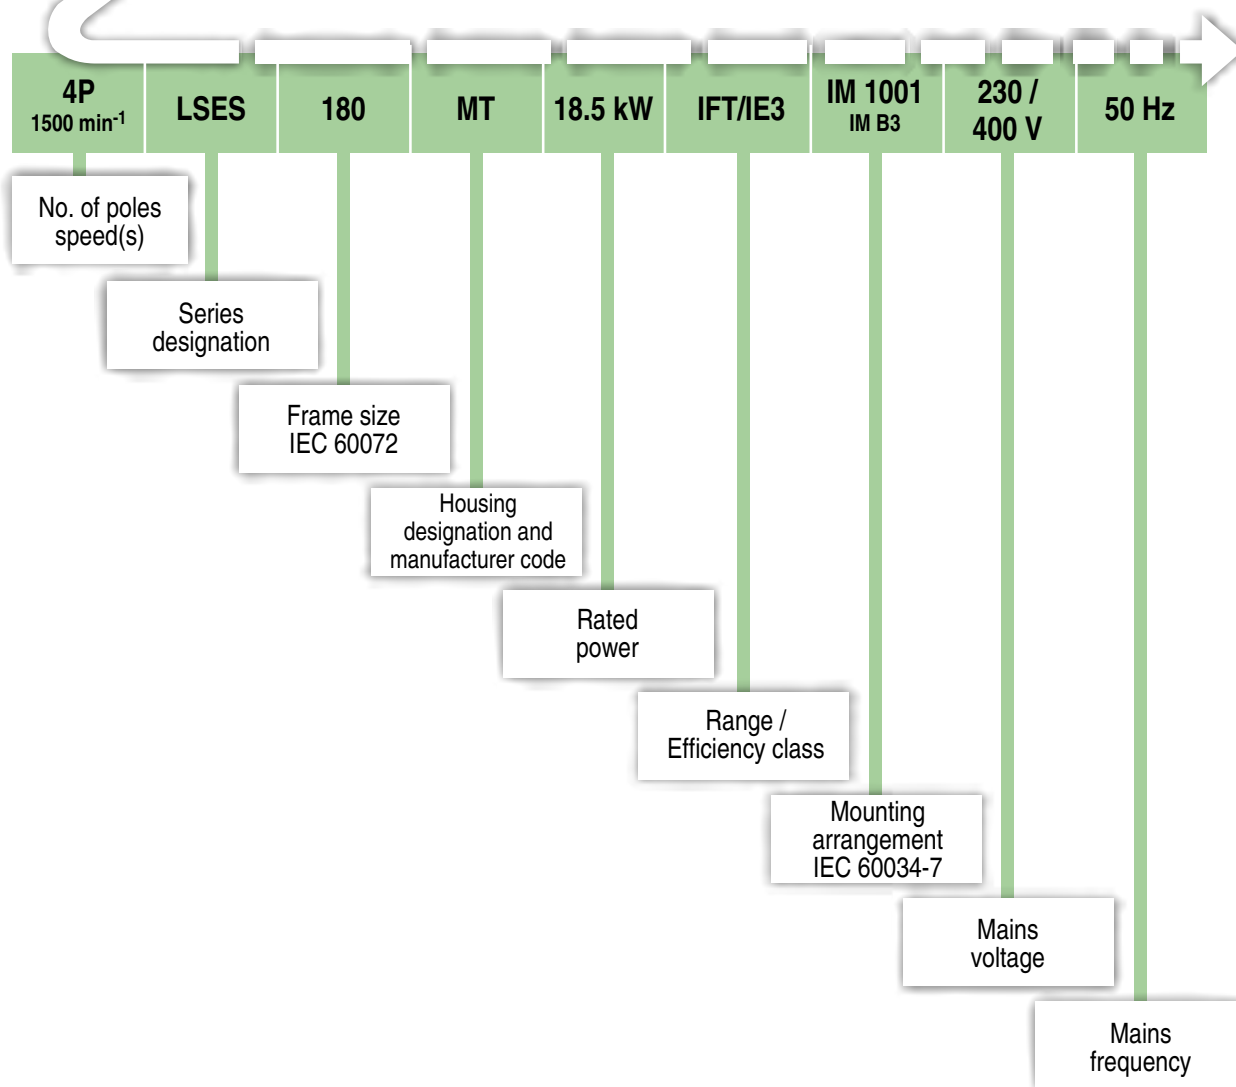 4P
1500 min-1
LSES
180
MT
18.5 kW
IFT/IE3
IM 1001
IM B3
230 /
400 V
50 Hz
No. of poles
speed(s)
Series
designation
Frame size
IEC 60072
Housing
designation and
manufacturer code
Rated
power
Range /
Efficiency class
Mounting
arrangement
IEC 60034-7
Mains
voltage
Mains
frequency